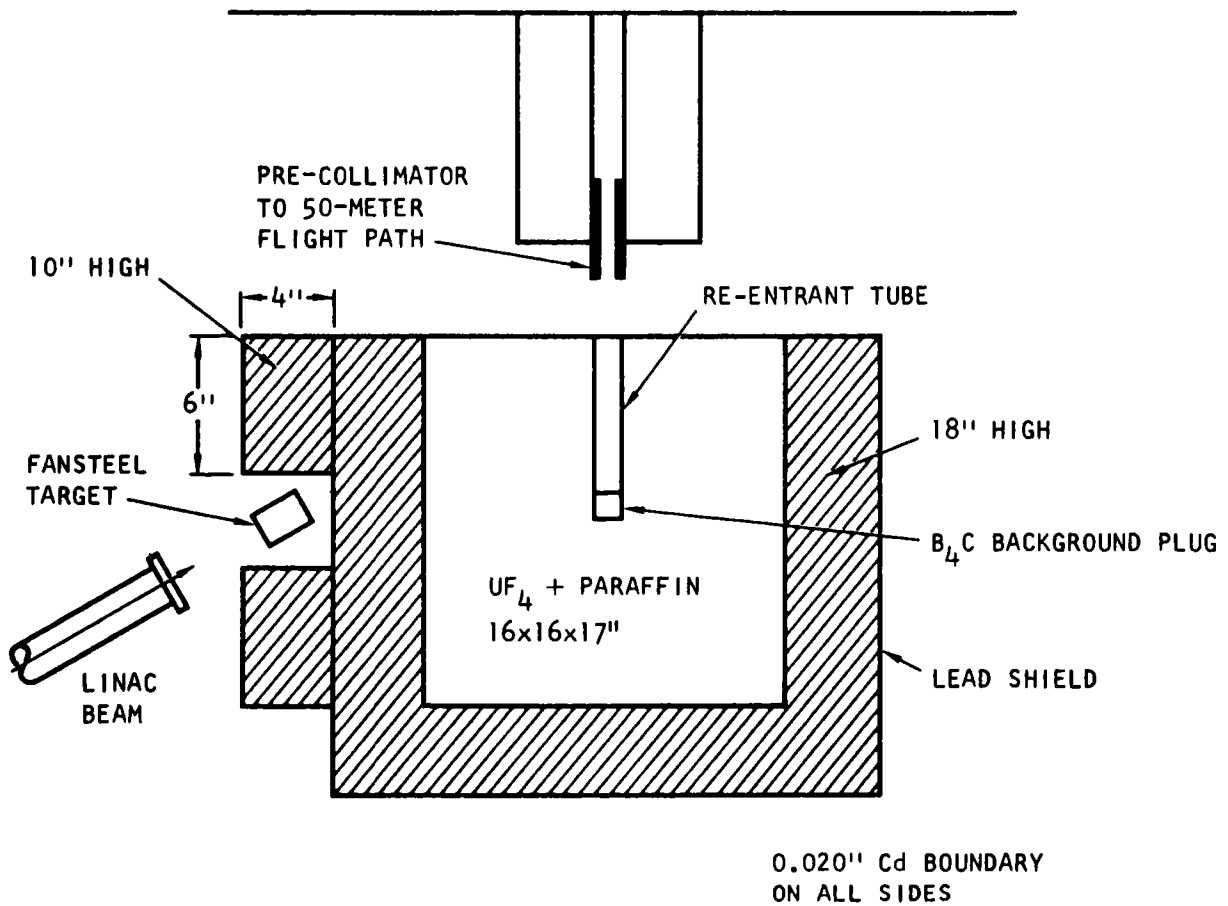 PRE-COLLIMATOR
TO 50-METER
FLIGHT PATH
10" HIGH
4"
RE-ENTRANT TUBE
6"
18" HIGH
FANSTEEL
TARGET
B₄C BACKGROUND PLUG
UF₄ + PARAFFIN
16x16x17"
LINAC
BEAM
LEAD SHIELD
0.020" Cd BOUNDARY
ON ALL SIDES